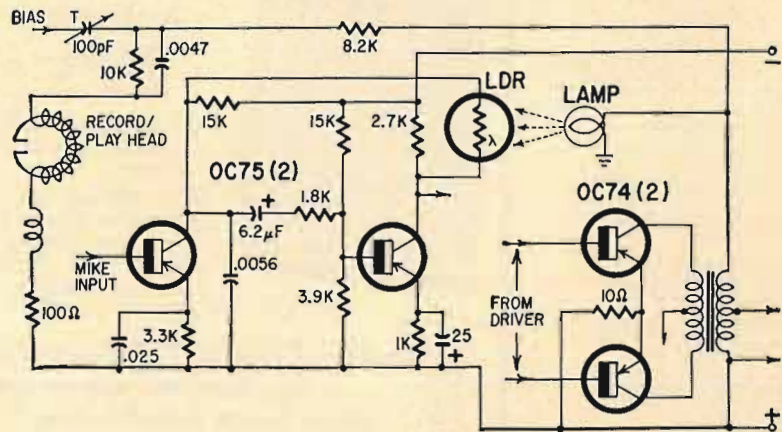 BIAS
T
100pF
.0047
10K
8.2K
−
RECORD/
PLAY HEAD
15K
15K
2.7K
LDR
λ
LAMP
OC75 (2)
6.2µF
+
1.8K
OC74 (2)
MIKE
INPUT
.0056
100Ω
3.9K
FROM
DRIVER
10Ω
.025
3.3K
1K
25
+
+